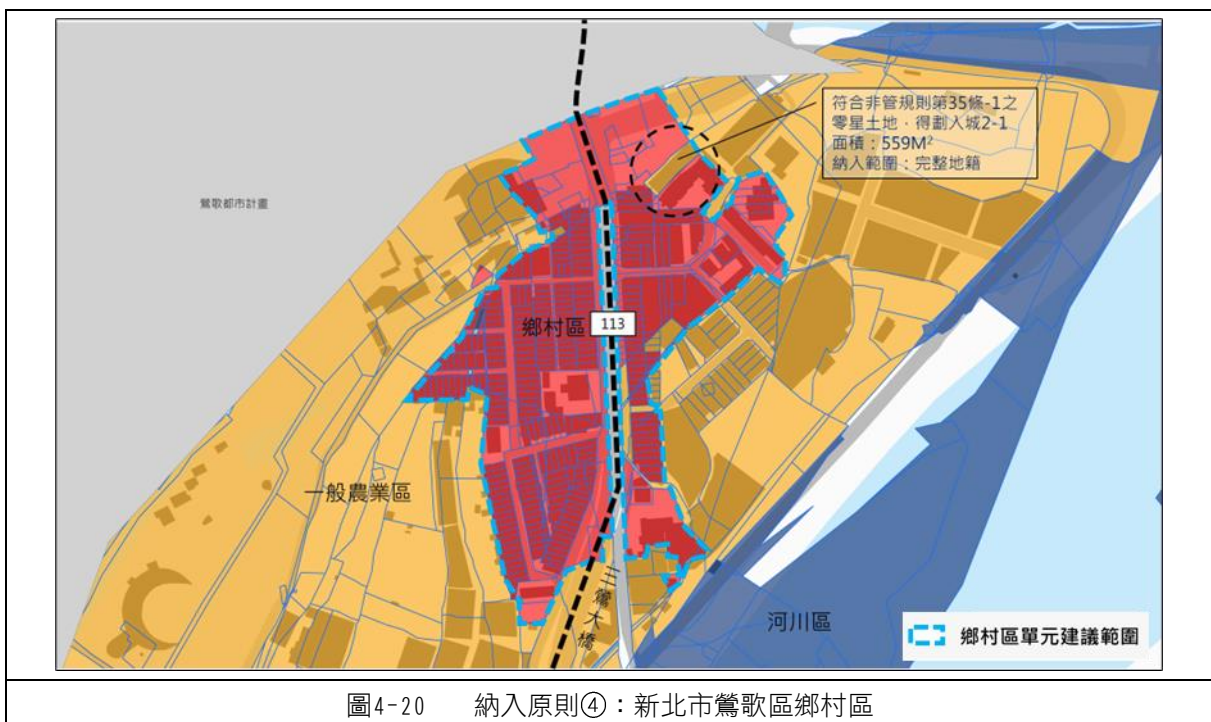 符合非管規則第35條-1之
零星土地，得劃入城2-1
面積：559M²
納入範圍：完整地籍
鶯歌都市計畫
鄉村區
113
一般農業區
三鶯大橋
河川區
鄉村區單元建議範圍
圖4-20 納入原則④：新北市鶯歌區鄉村區